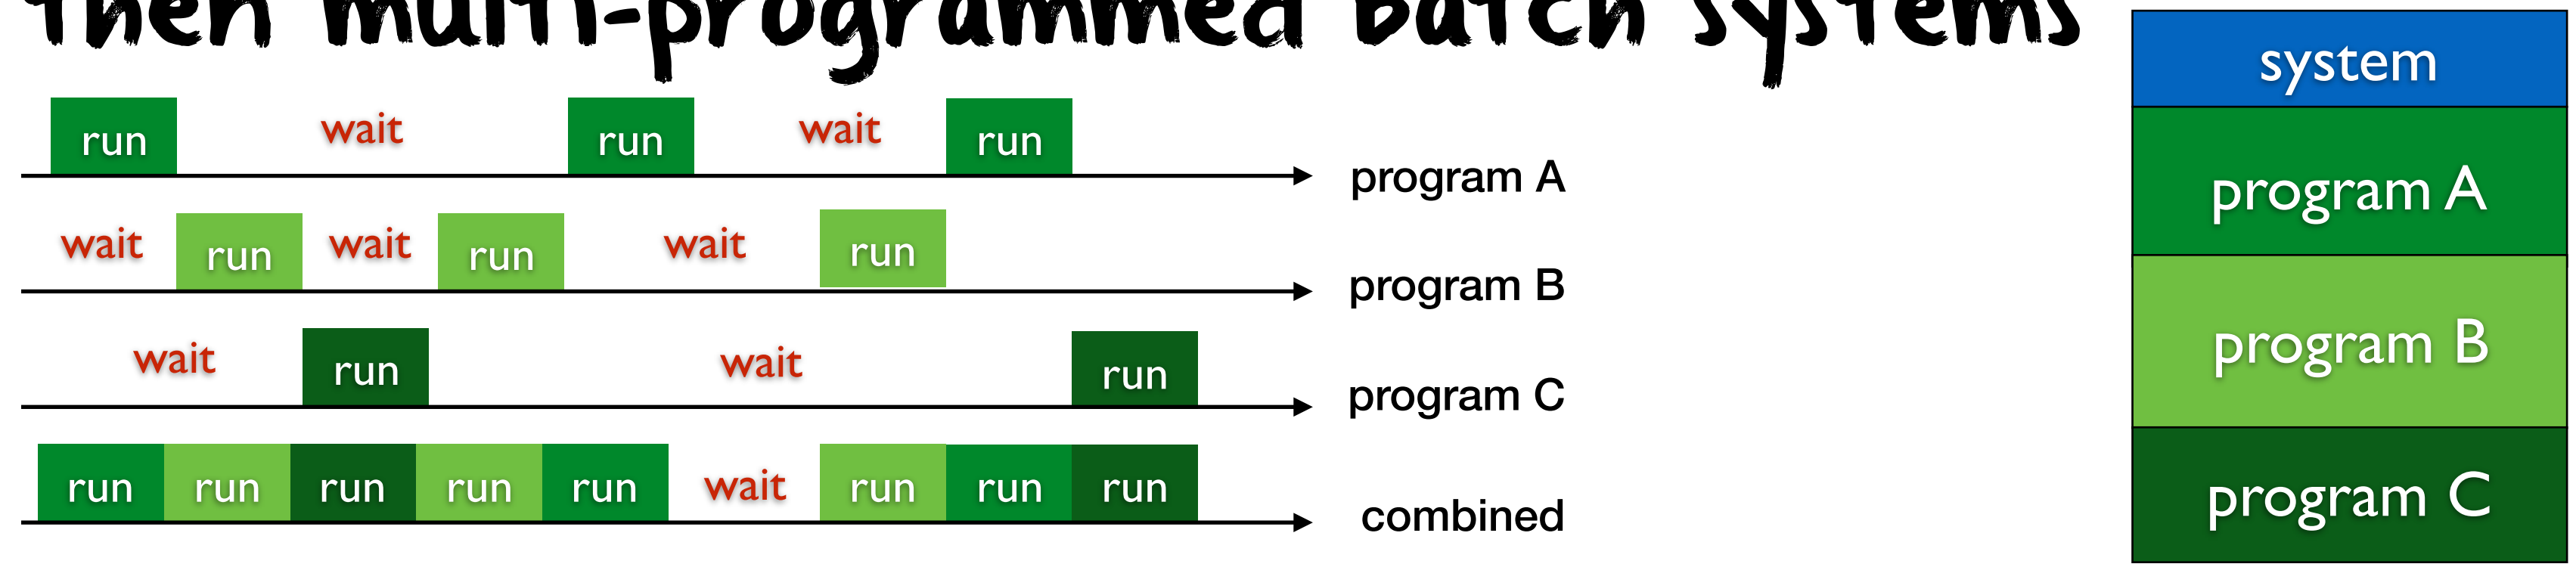 then multi-programmed batch systems
run wait run wait run
program A
wait run wait run wait run
program B
wait run wait run
program C
run run run run run wait run run run
combined
system
program A
program B
program C